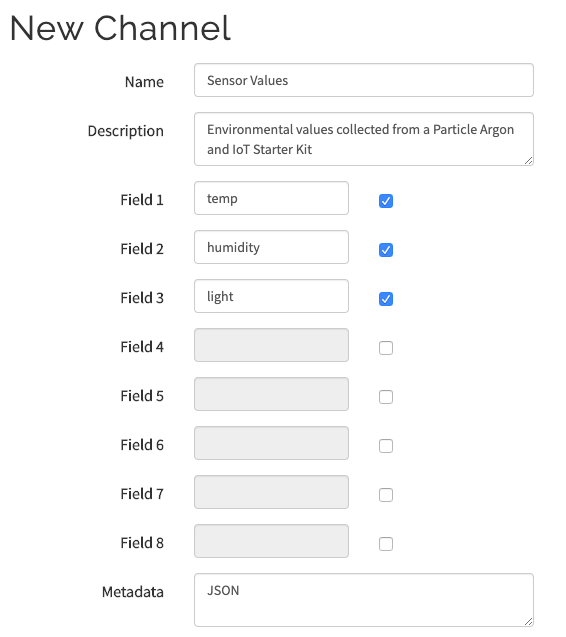 New Channel
Name
Sensor Values
Description
Environmental values collected from a Particle Argon
and IoT Starter Kit
Field 1
temp
Field 2
humidity
Field 3
light
Field 4
Field 5
Field 6
Field 7
Field 8
Metadata
JSON